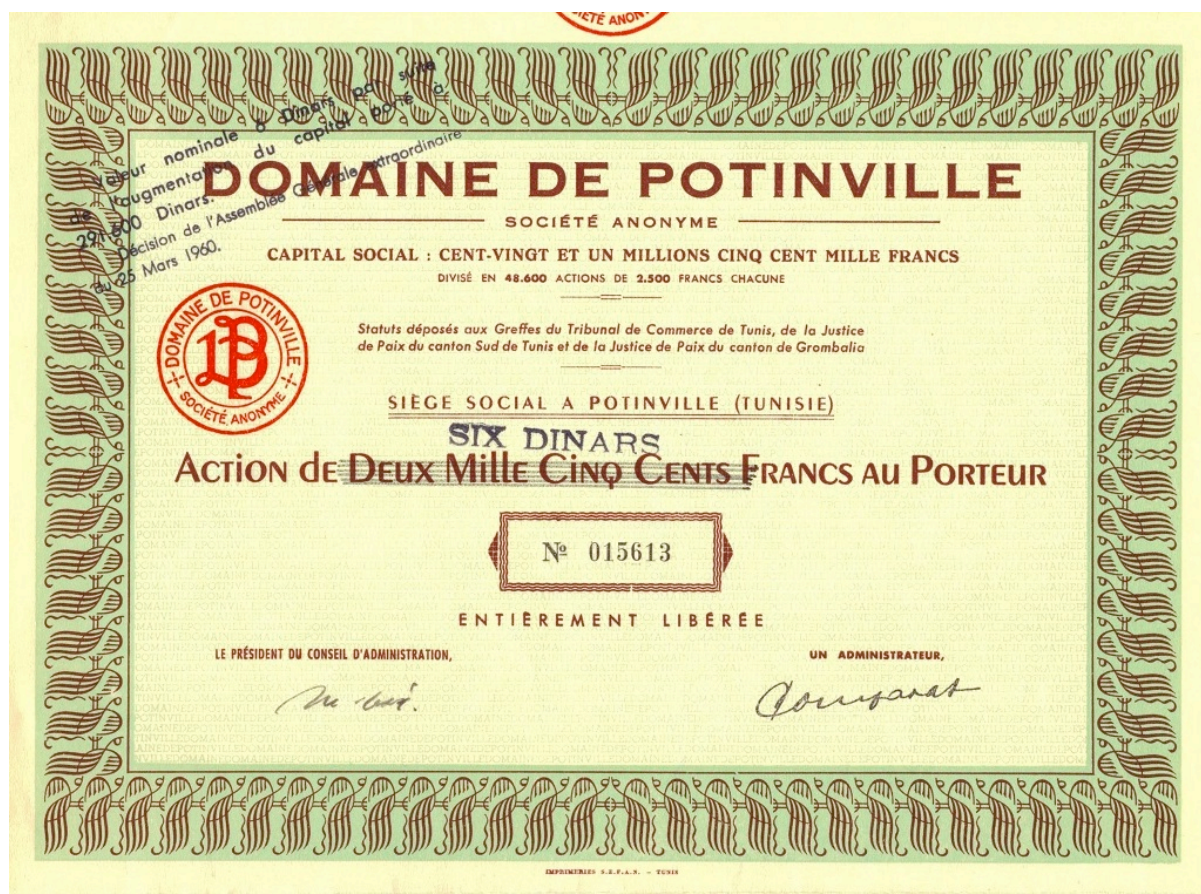 SOCIÉTÉ ANON
Valeur nominale 6 Dinars par suite
de l'augmentation du capital porté à
291.600 Dinars.
Décision de l'Assemblée Générale extraordinaire
du 25 Mars 1960.
DOMAINE DE POTINVILLE
SOCIÉTÉ ANONYME
CAPITAL SOCIAL : CENT-VINGT ET UN MILLIONS CINQ CENT MILLE FRANCS
DIVISÉ EN 48.600 ACTIONS DE 2.500 FRANCS CHACUNE
DOMAINE DE POTINVILLE
DP
SOCIÉTÉ ANONYME
Statuts déposés aux Greffes du Tribunal de Commerce de Tunis, de la Justice
de Paix du canton Sud de Tunis et de la Justice de Paix du canton de Grombalia
SIÈGE SOCIAL A POTINVILLE (TUNISIE)
SIX DINARS
ACTION de DEUX MILLE CINQ CENTS FRANCS AU PORTEUR
Nº 015613
ENTIÈREMENT LIBÉRÉE
LE PRÉSIDENT DU CONSEIL D'ADMINISTRATION,
UN ADMINISTRATEUR,
IMPRIMERIES S.E.F.A.N. - TUNIS